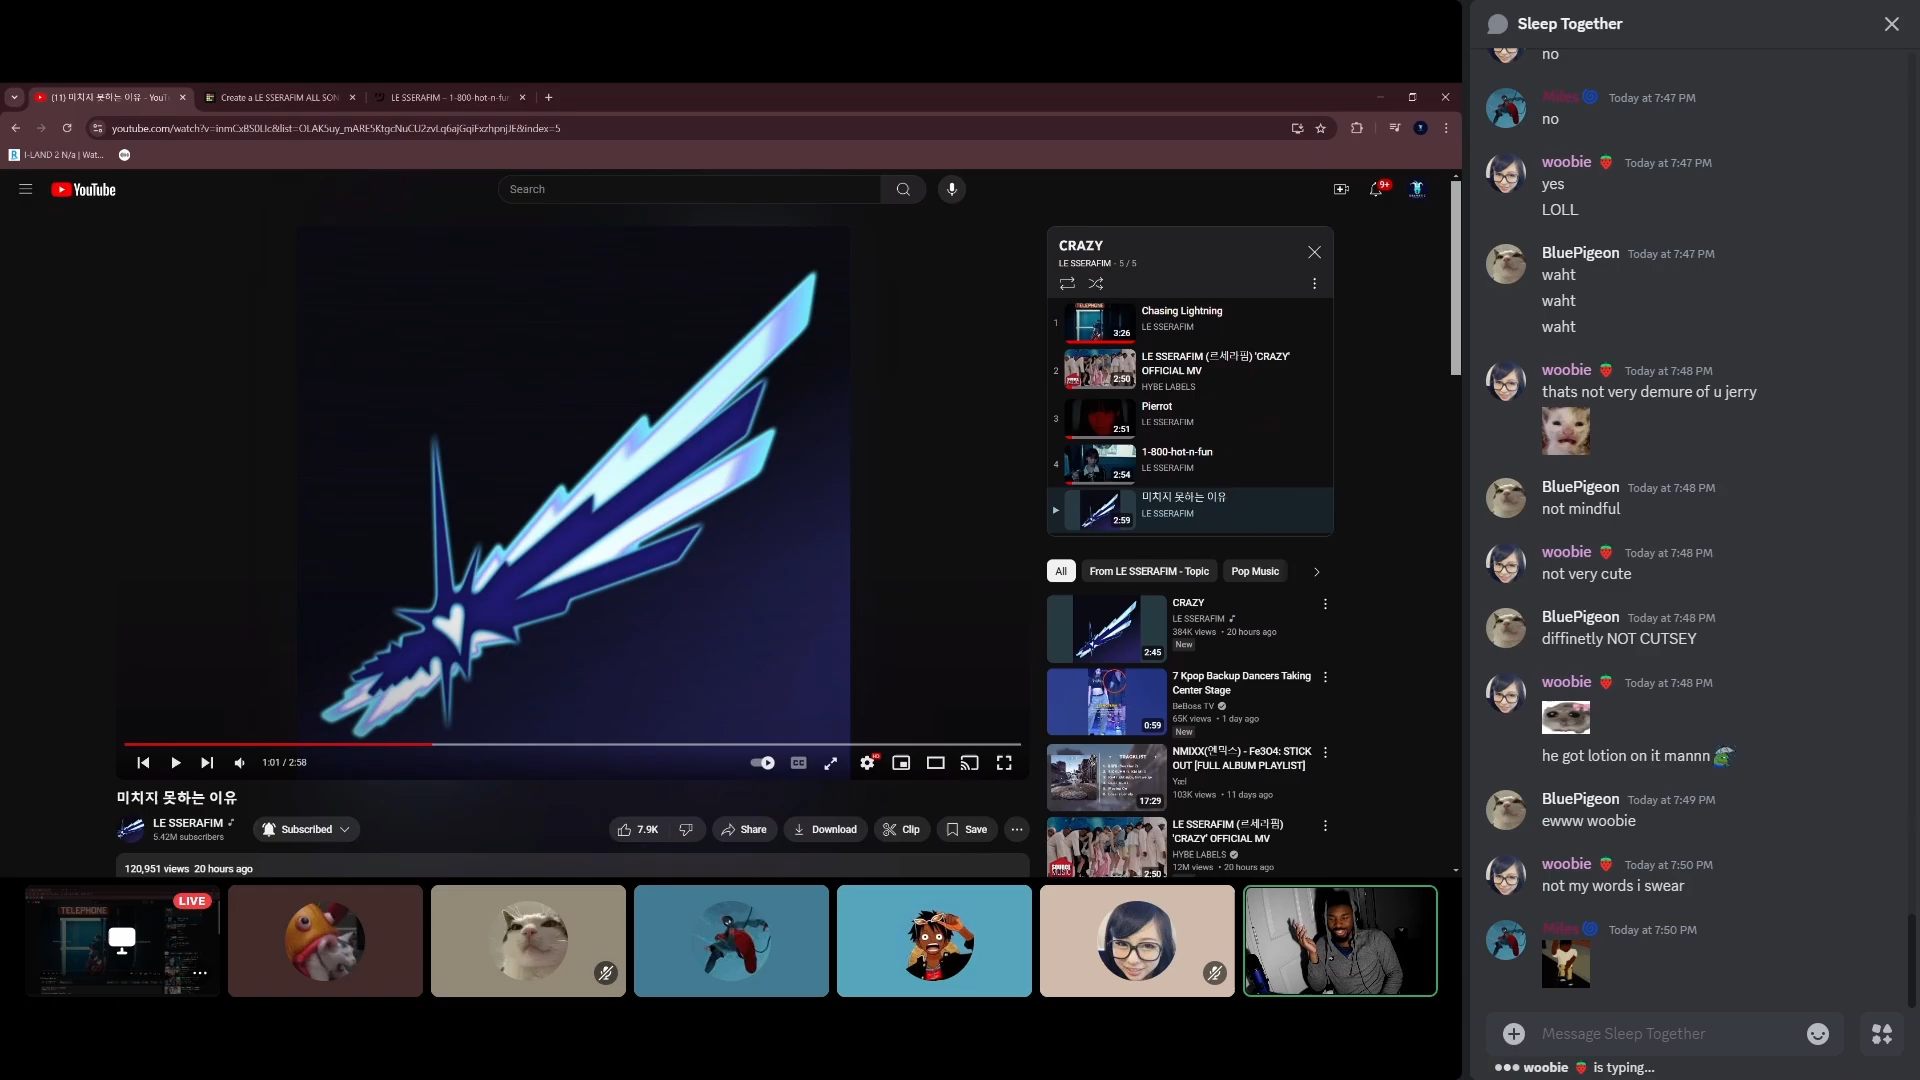 (11) 미치지 못하는 이유 - YouT
Create a LE SSERAFIM ALL SON
LE SSERAFIM – 1-800-hot-n-fur
youtube.com/watch?v=inmCxBS0LIc&list=OLAK5uy_mARE5KtgcNuCU2zvLq6ajGqiFxzhpnjJE&index=5
I-LAND 2 N/a | Wat...
YouTube
Search
9+
CRAZY
LE SSERAFIM - 5 / 5
1
TELEPHONE
3:26
Chasing Lightning
LE SSERAFIM
2
2:50
LE SSERAFIM (르세라핌) 'CRAZY'
OFFICIAL MV
HYBE LABELS
3
2:51
Pierrot
LE SSERAFIM
4
2:54
1-800-hot-n-fun
LE SSERAFIM
2:59
미치지 못하는 이유
LE SSERAFIM
All
From LE SSERAFIM - Topic
Pop Music
CRAZY
LE SSERAFIM
384K views • 20 hours ago
New
2:45
7 Kpop Backup Dancers Taking
Center Stage
BeBoss TV
65K views • 1 day ago
New
0:59
NMIXX(엔믹스) - Fe3O4: STICK
OUT [FULL ALBUM PLAYLIST]
Yæl
103K views • 11 days ago
TRACKLIST
17:29
LE SSERAFIM (르세라핌)
'CRAZY' OFFICIAL MV
HYBE LABELS
12M views • 20 hours ago
2:50
1:01 / 2:58
CC
HD
미치지 못하는 이유
LE SSERAFIM
5.42M subscribers
Subscribed
7.9K
Share
Download
Clip
Save
120,951 views 20 hours ago
LIVE
TELEPHONE
Sleep Together
no
Miles Today at 7:47 PM
no
woobie Today at 7:47 PM
yes
LOLL
BluePigeon Today at 7:47 PM
waht
waht
waht
woobie Today at 7:48 PM
thats not very demure of u jerry
BluePigeon Today at 7:48 PM
not mindful
woobie Today at 7:48 PM
not very cute
BluePigeon Today at 7:48 PM
diffinetly NOT CUTSEY
woobie Today at 7:48 PM
he got lotion on it mannn
BluePigeon Today at 7:49 PM
ewww woobie
woobie Today at 7:50 PM
not my words i swear
Miles Today at 7:50 PM
Message Sleep Together
woobie is typing...